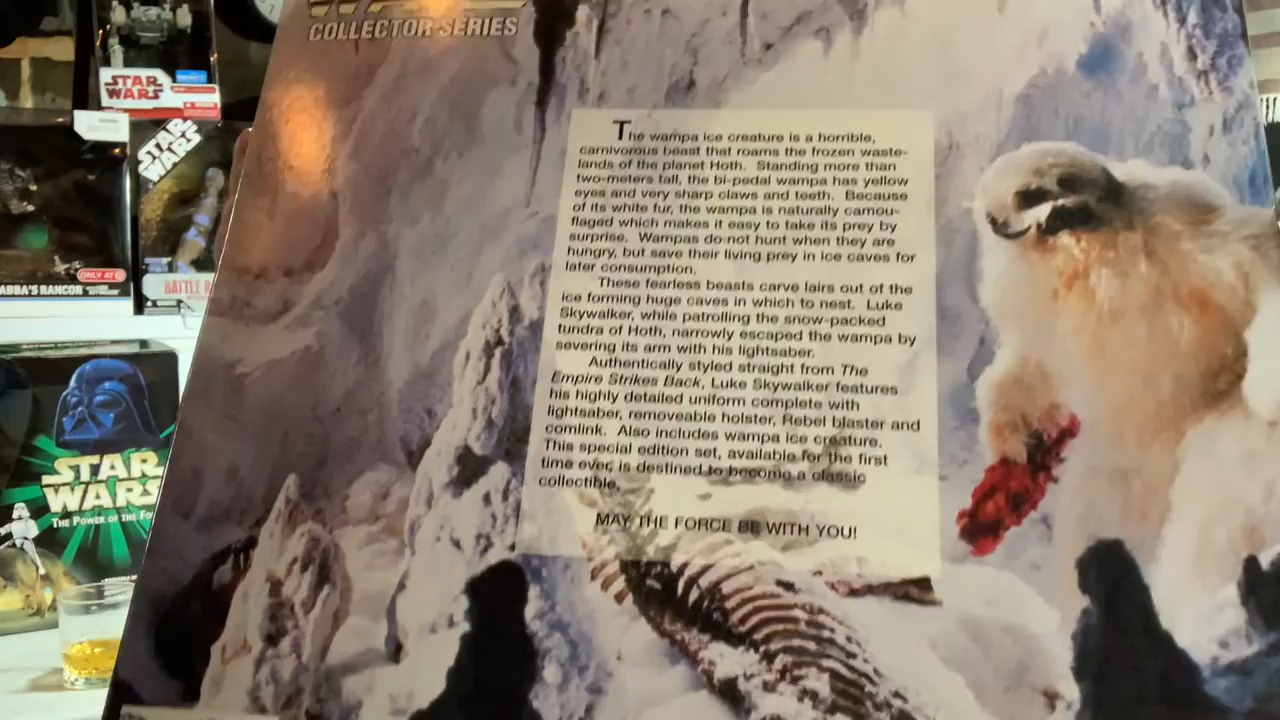 COLLECTOR SERIES
The wampa ice creature is a horrible,
carnivorous beast that roams the frozen waste-
lands of the planet Hoth. Standing more than
two-meters tall, the bi-pedal wampa has yellow
eyes and very sharp claws and teeth. Because
of its white fur, the wampa is naturally camou-
flaged which makes it easy to take its prey by
surprise. Wampas do not hunt when they are
hungry, but save their living prey in ice caves for
later consumption.
These fearless beasts carve lairs out of the
ice forming huge caves in which to nest. Luke
Skywalker, while patrolling the snow-packed
tundra of Hoth, narrowly escaped the wampa by
severing its arm with his lightsaber.
Authentically styled straight from The
Empire Strikes Back, Luke Skywalker features
his highly detailed uniform complete with
lightsaber, removeable holster, Rebel blaster and
comlink. Also includes wampa ice creature.
This special edition set, available for the first
time ever, is destined to become a classic
collectible.
MAY THE FORCE BE WITH YOU!
STAR
WARS
STAR
WARS
ONLY AT
ABBA'S RANCOR
BATTLE
STAR
WARS
THE POWER OF THE